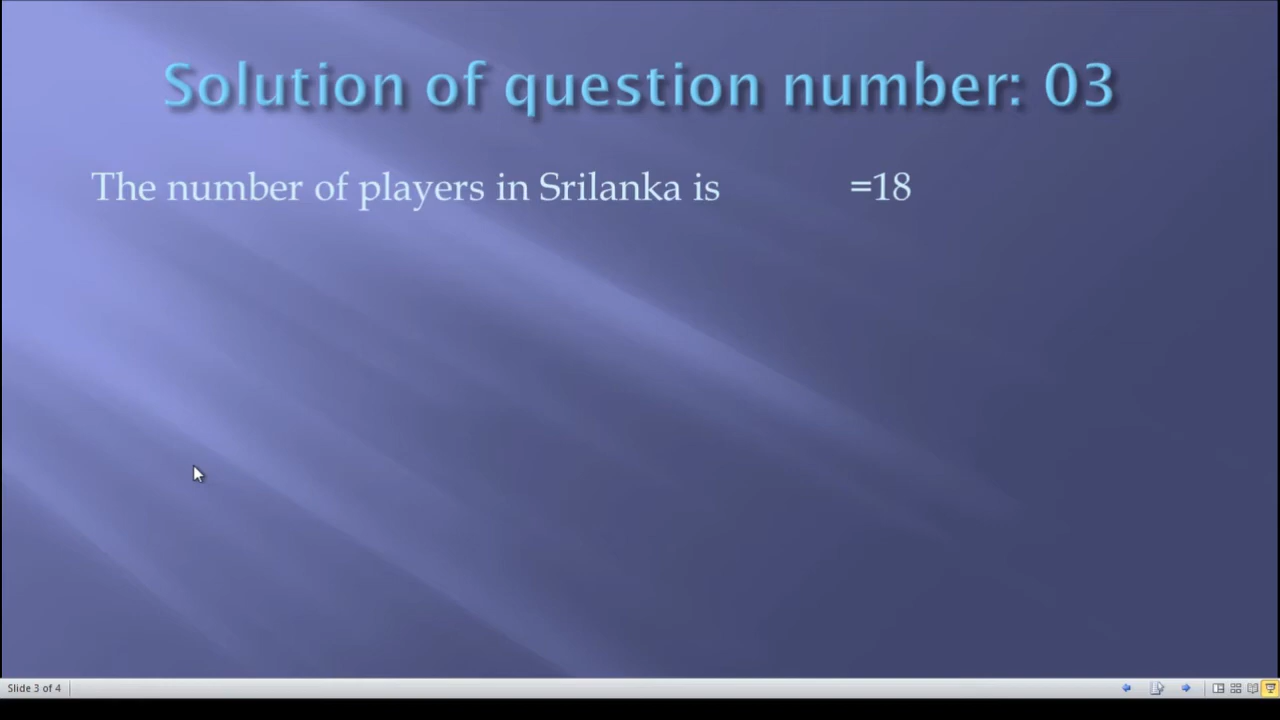 Solution of question number: 03
The number of players in Srilanka is =18
Slide 3 of 4